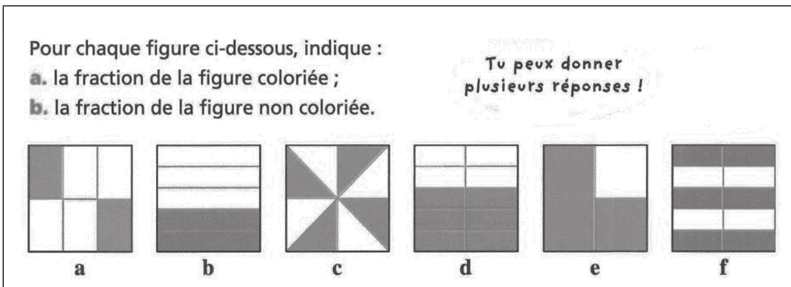 Pour chaque figure ci-dessous, indique :
a. la fraction de la figure coloriée ;
b. la fraction de la figure non coloriée.
Tu peux donner
plusieurs réponses !
a b c d e f